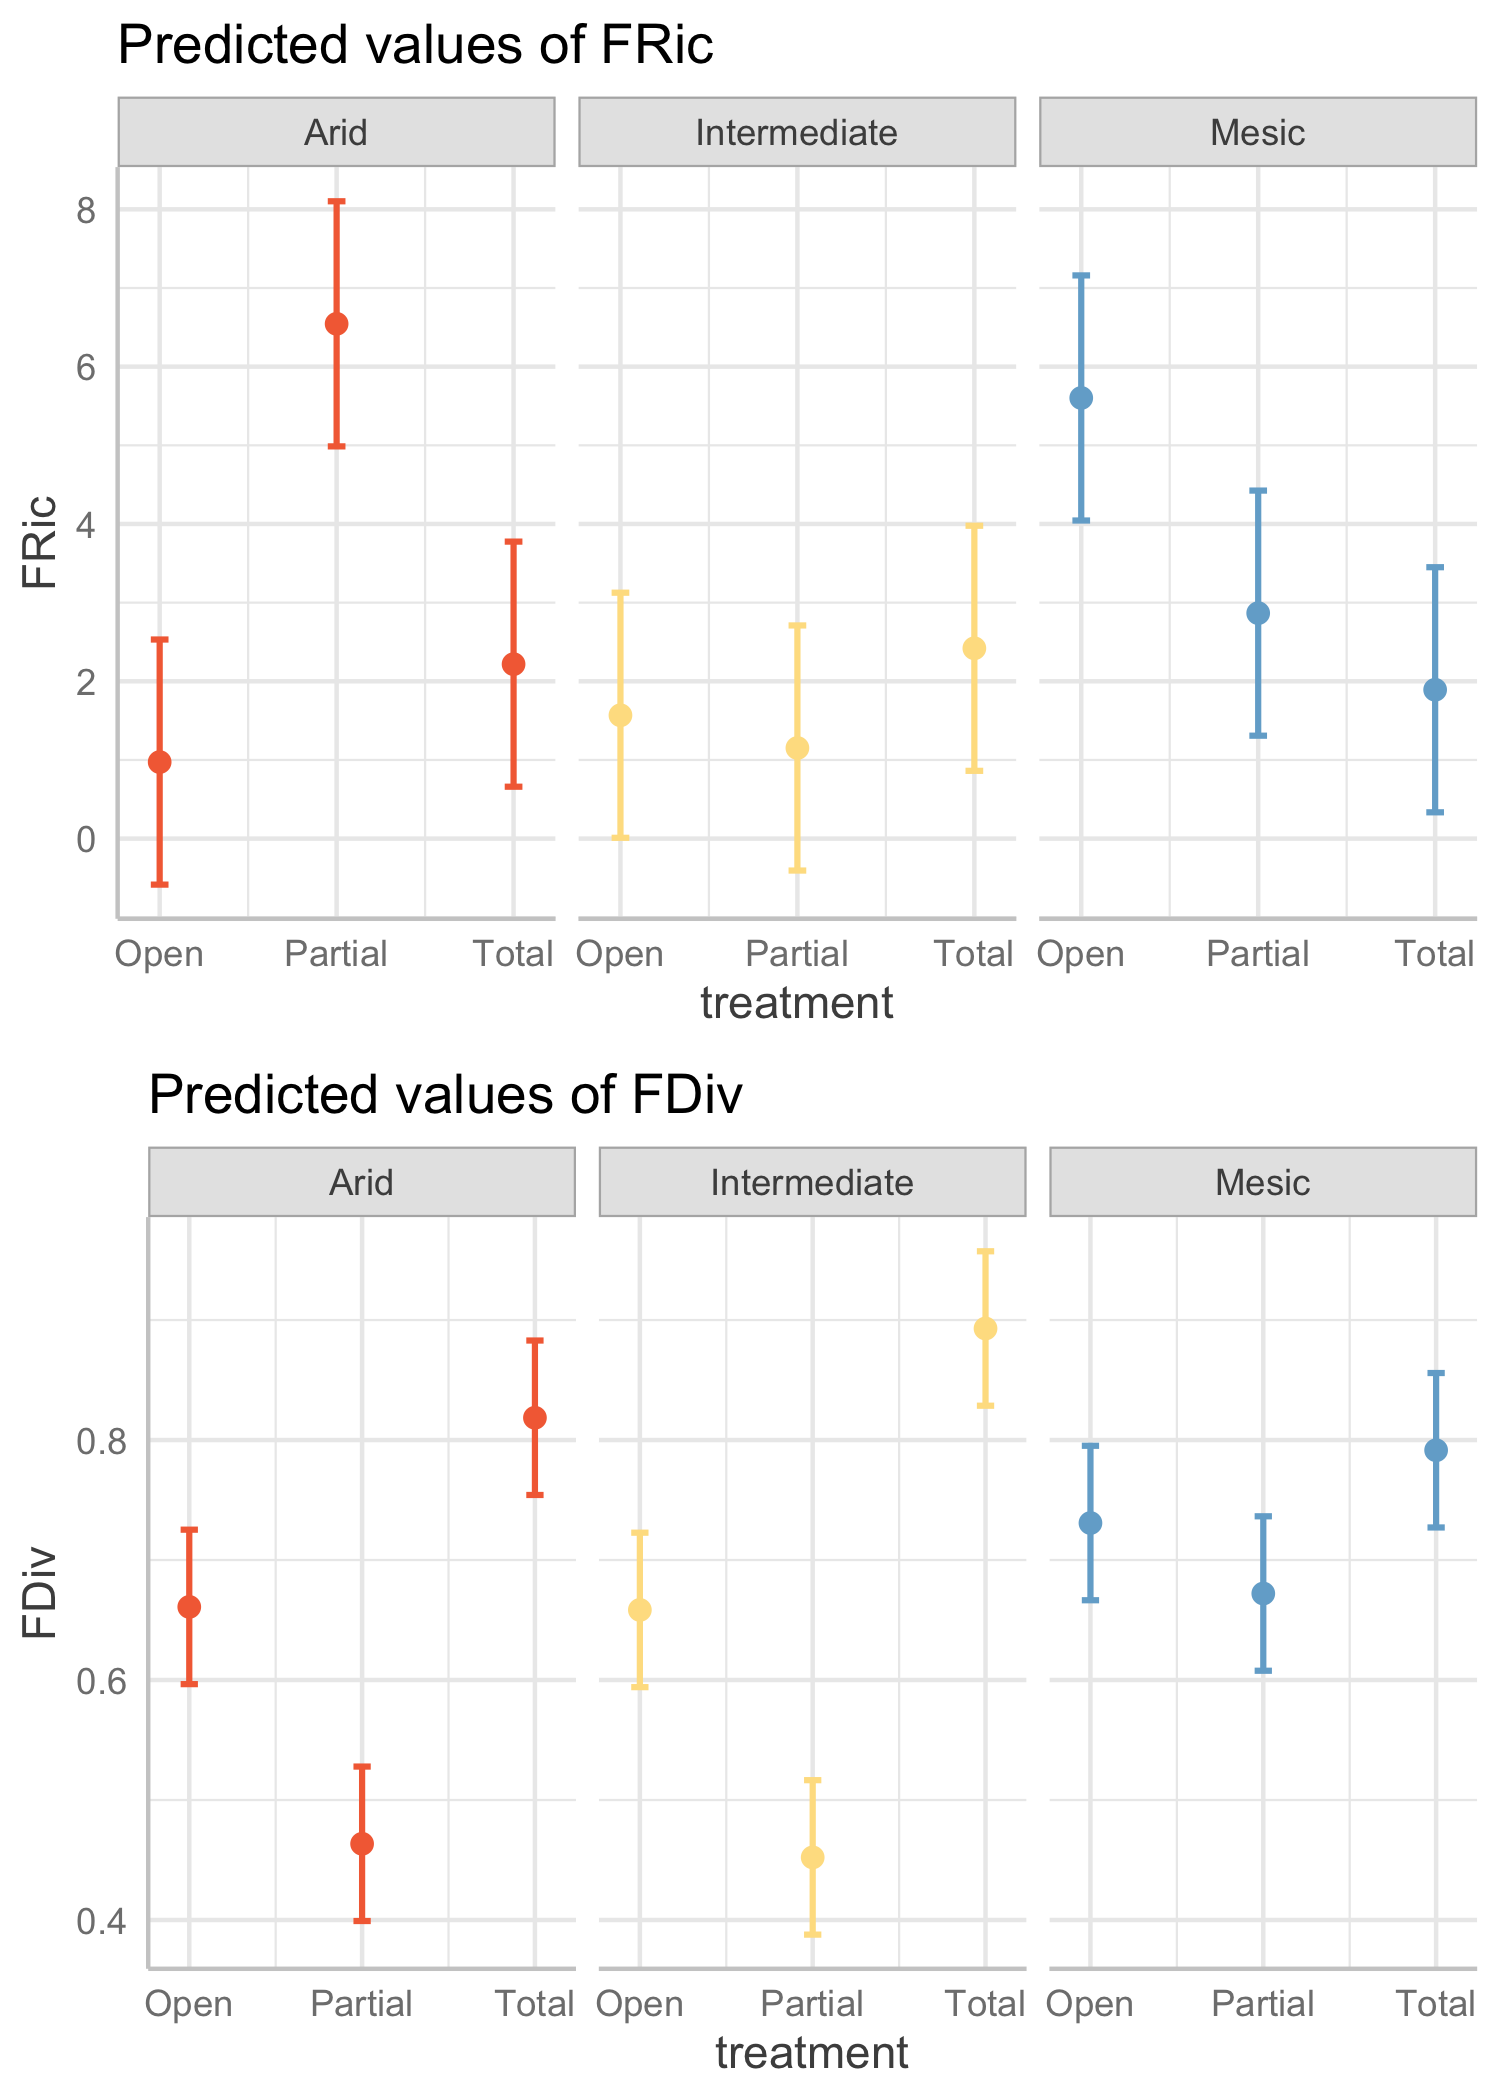 Predicted values of FRic
Arid Intermediate Mesic
8
6
4
2
0
FRic
Open Partial Total Open Partial Total Open Partial Total
treatment
Predicted values of FDiv
Arid Intermediate Mesic
0.8
0.6
0.4
FDiv
Open Partial Total Open Partial Total Open Partial Total
treatment